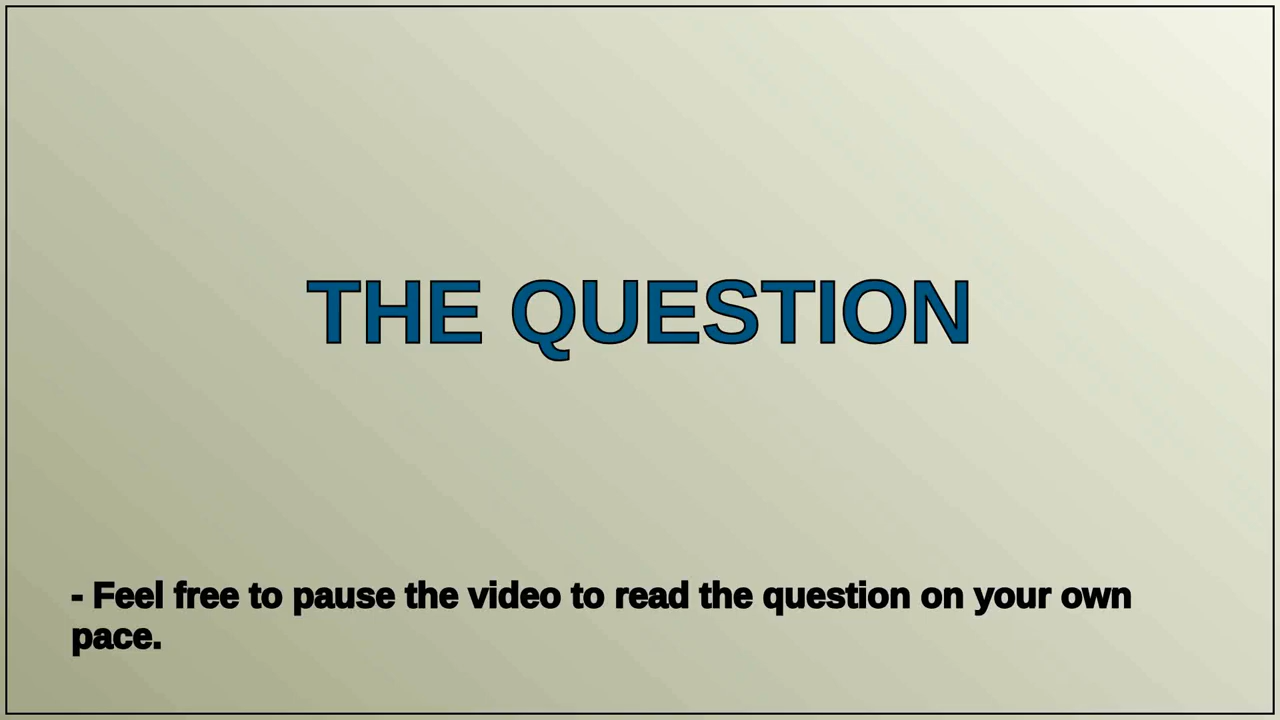 THE QUESTION
- Feel free to pause the video to read the question on your own
pace.